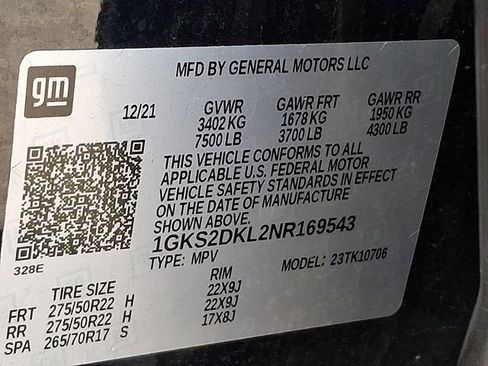 gm
MFD BY GENERAL MOTORS LLC
12/21 GVWR GAWR FRT GAWR RR
3402 KG 1678 KG 1950 KG
7500 LB 3700 LB 4300 LB
THIS VEHICLE CONFORMS TO ALL
APPLICABLE U.S. FEDERAL MOTOR
VEHICLE SAFETY STANDARDS IN EFFECT
ON THE DATE OF MANUFACTURE
SHOWN ABOVE.
1GKS2DKL2NR169543
TYPE: MPV MODEL: 23TK10706
328E
TIRE SIZE RIM
FRT 275/50R22 H 22X9J
RR 275/50R22 H 22X9J
SPA 265/70R17 S 17X8J